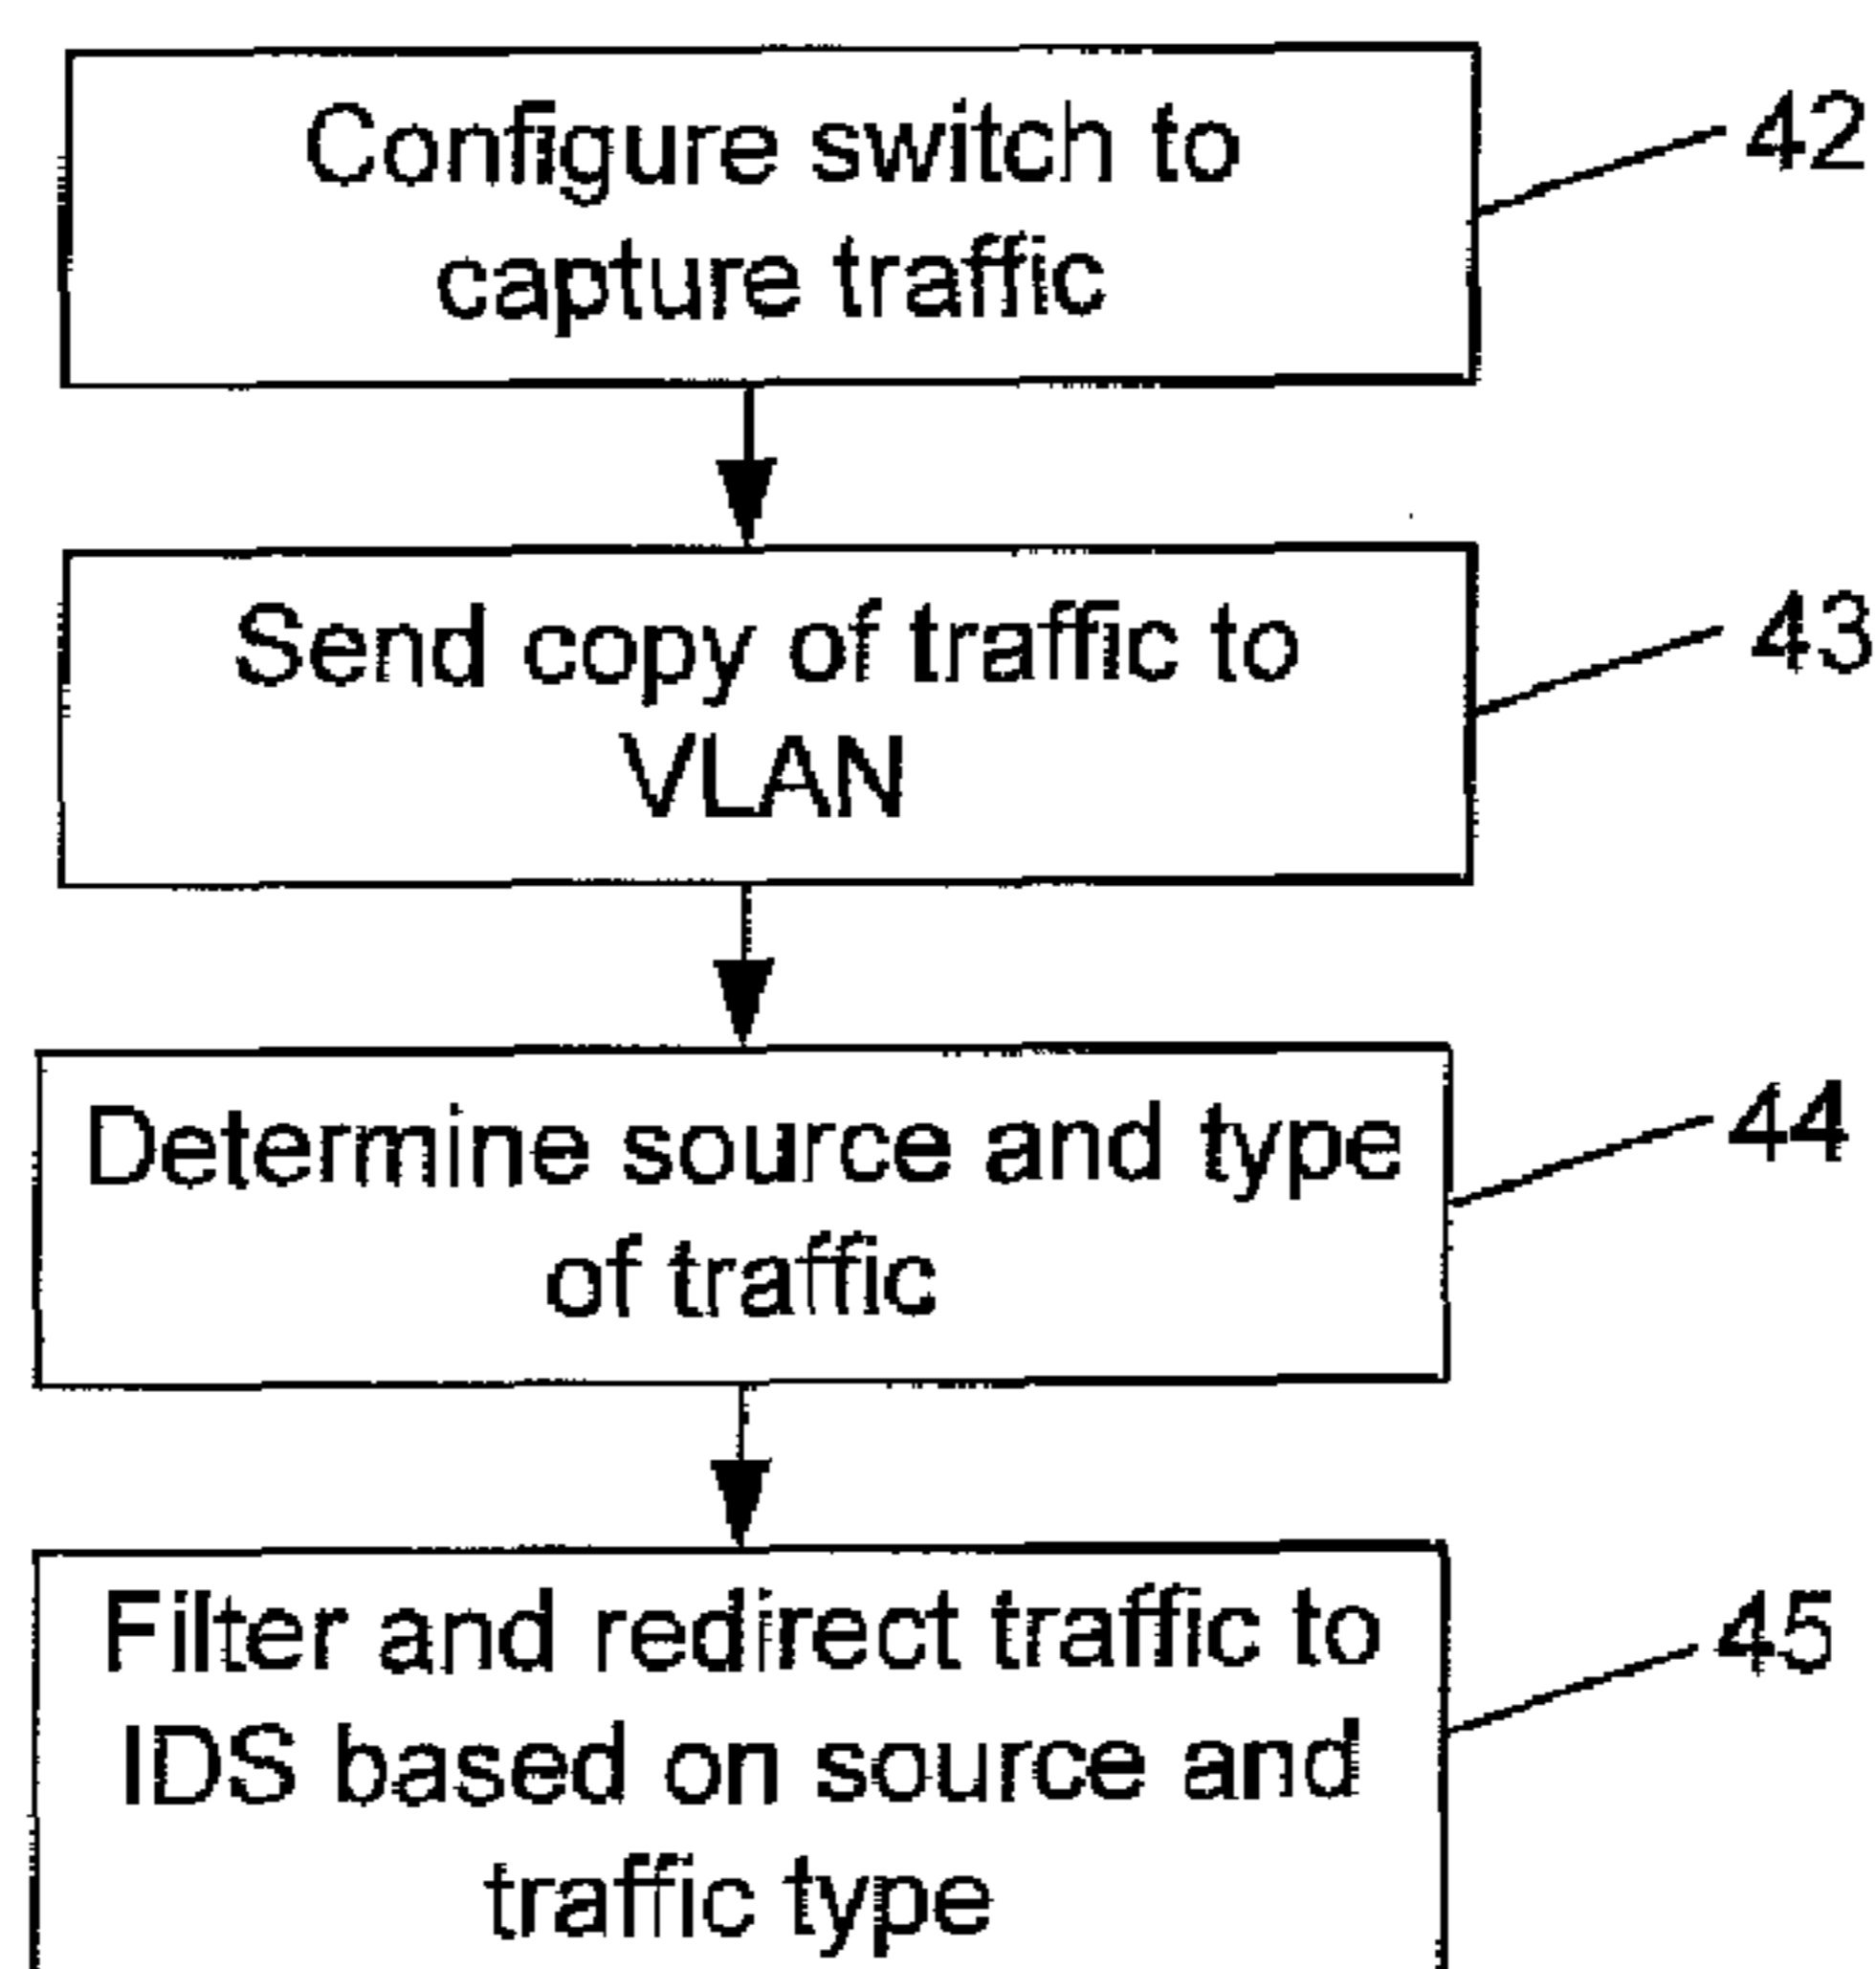 Configure switch to
capture traffic
42
Send copy of traffic to
VLAN
43
Determine source and type
of traffic
44
Filter and redirect traffic to
IDS based on source and
traffic type
45